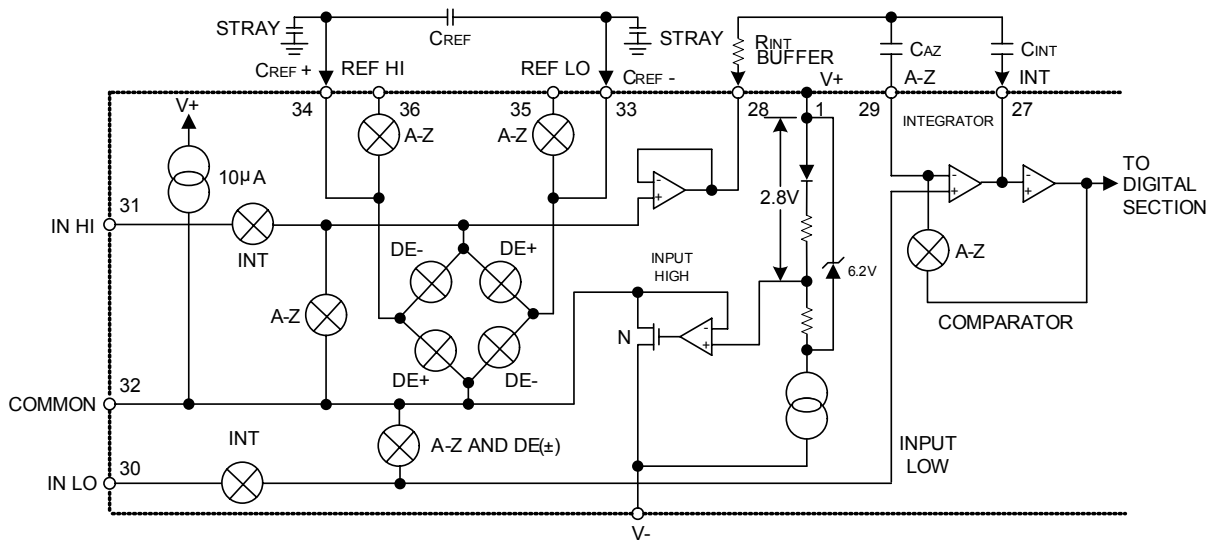 STRAY
CREF
STRAY
RINT
BUFFER
CAZ
CINT
CREF +
REF HI
REF LO
CREF -
V+
A-Z
INT
34
36
35
33
28
1
29
27
V+
A-Z
A-Z
INTEGRATOR
10µA
-
+
-
+
-
TO
DIGITAL
SECTION
2.8V
31
IN HI
INT
DE-
DE+
INPUT
HIGH
6.2V
A-Z
A-Z
N
-
+
COMPARATOR
DE+
DE-
32
COMMON
INT
A-Z AND DE(±)
INPUT
LOW
30
IN LO
V-